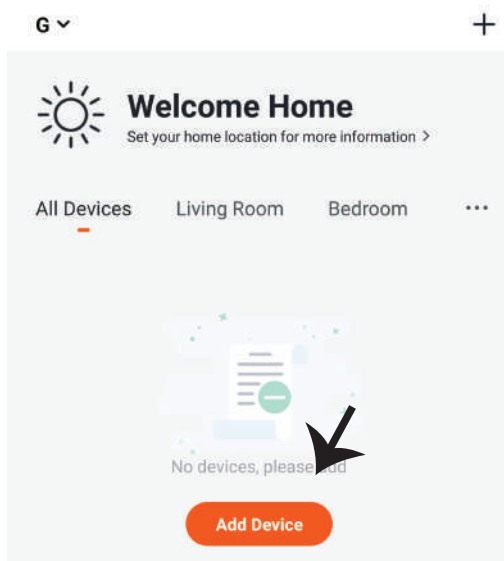 G
Welcome Home
Set your home location for more information >
All Devices Living Room Bedroom ...
No devices, please add
Add Device